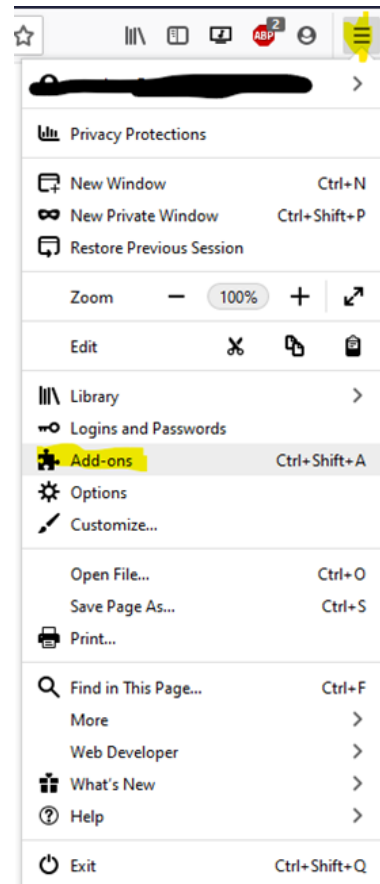 ABP 2
Privacy Protections
New Window Ctrl+N
New Private Window Ctrl+Shift+P
Restore Previous Session
Zoom 100%
Edit
Library
Logins and Passwords
Add-ons Ctrl+Shift+A
Options
Customize...
Open File... Ctrl+O
Save Page As... Ctrl+S
Print...
Find in This Page... Ctrl+F
More
Web Developer
What's New
Help
Exit Ctrl+Shift+Q